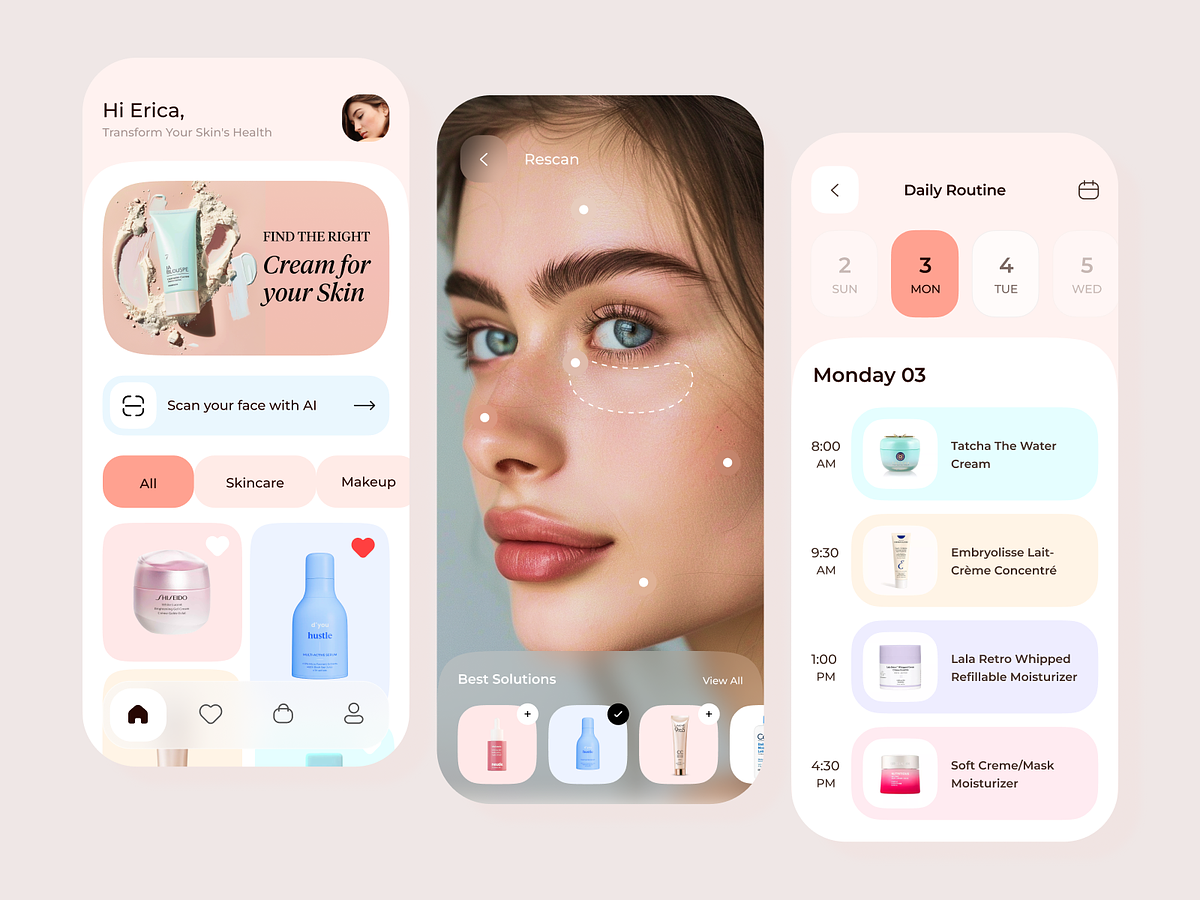 Hi Erica,
Transform Your Skin's Health
FIND THE RIGHT
Cream for
your Skin
Scan your face with AI
All
Skincare
Makeup
SHISEIDO
if you
hustle
Rescan
Best Solutions
View All
Daily Routine
2
SUN
3
MON
4
TUE
5
WED
Monday 03
8:00
AM
Tatcha The Water
Cream
9:30
AM
Embryolisse Lait-
Crème Concentré
1:00
PM
Lala Retro Whipped
Refillable Moisturizer
4:30
PM
Soft Creme/Mask
Moisturizer